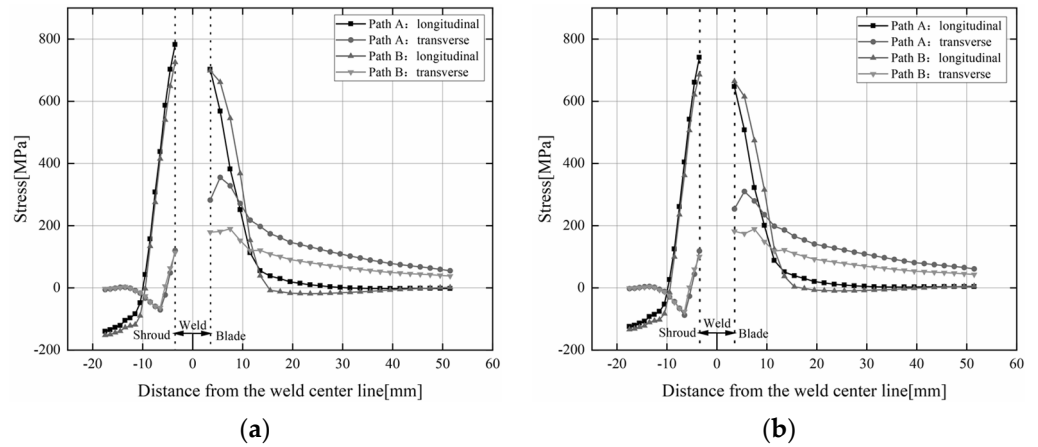 Path A： longitudinal
Path A： transverse
Path B： longitudinal
Path B： transverse
800
600
400
200
0
-200
Stress[MPa]
Shroud
Weld
Blade
-20
-10
0
10
20
30
40
50
60
Distance from the weld center line[mm]
(a)
Path A： longitudinal
Path A： transverse
Path B： longitudinal
Path B： transverse
800
600
400
200
0
-200
Stress[MPa]
Shroud
Weld
Blade
-20
-10
0
10
20
30
40
50
60
Distance from the weld center line[mm]
(b)